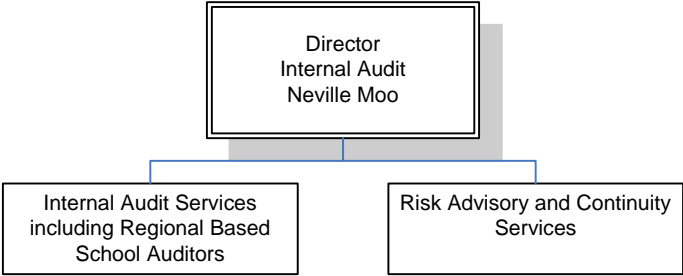 Director
Internal Audit
Neville Moo
Internal Audit Services
including Regional Based
School Auditors
Risk Advisory and Continuity
Services